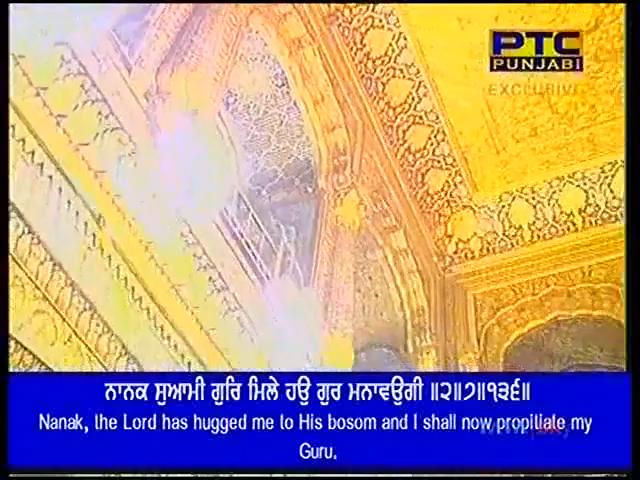 PTC
PUNJABI
EXCLUSIVE
ਨਾਨਕ ਸੁਆਮੀ ਗੁਰਿ ਮਿਲੇ ਹਉ ਗੁਰ ਮਨਾਵਉਗੀ ॥੨॥੭॥੧੩੬॥
Nanak, the Lord has hugged me to His bosom and I shall now propitiate my
Guru.